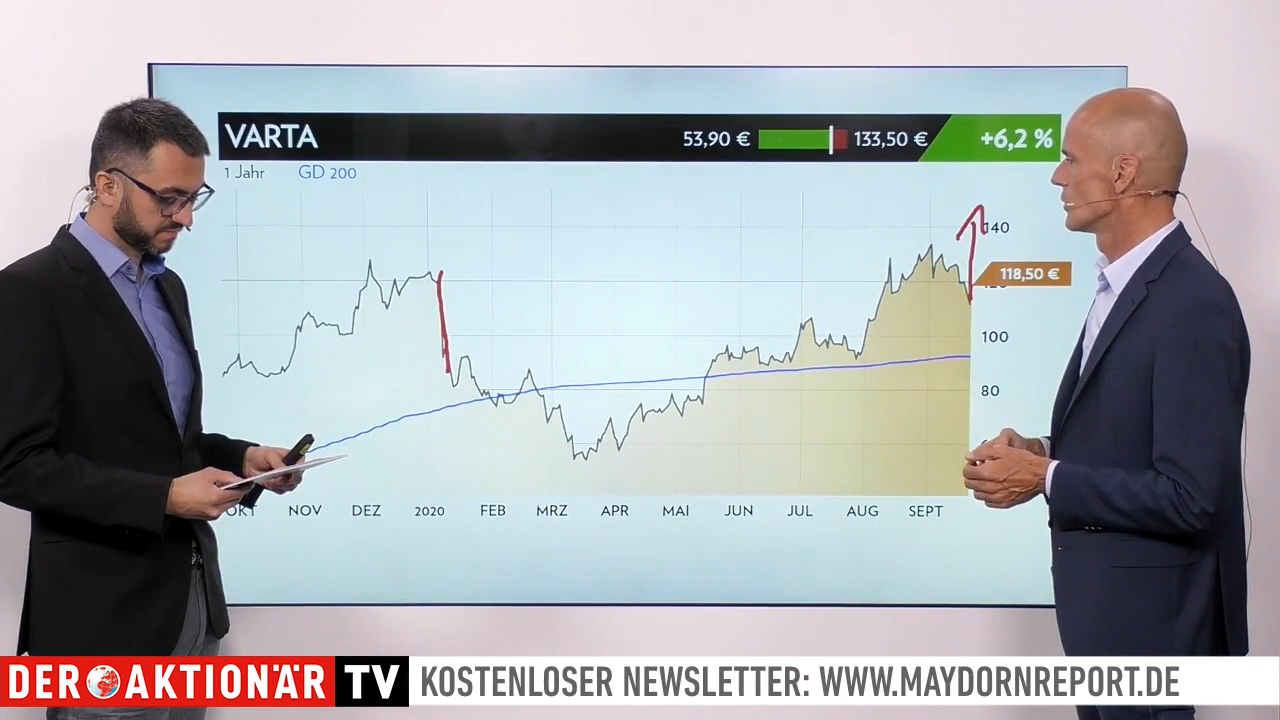 VARTA
53,90 €
133,50 €
+6,2 %
1 Jahr
GD 200
140
118,50 €
120
100
80
OKT NOV DEZ 2020 FEB MRZ APR MAI JUN JUL AUG SEPT
DER AKTIONÄR TV
KOSTENLOSER NEWSLETTER: WWW.MAYDORNREPORT.DE